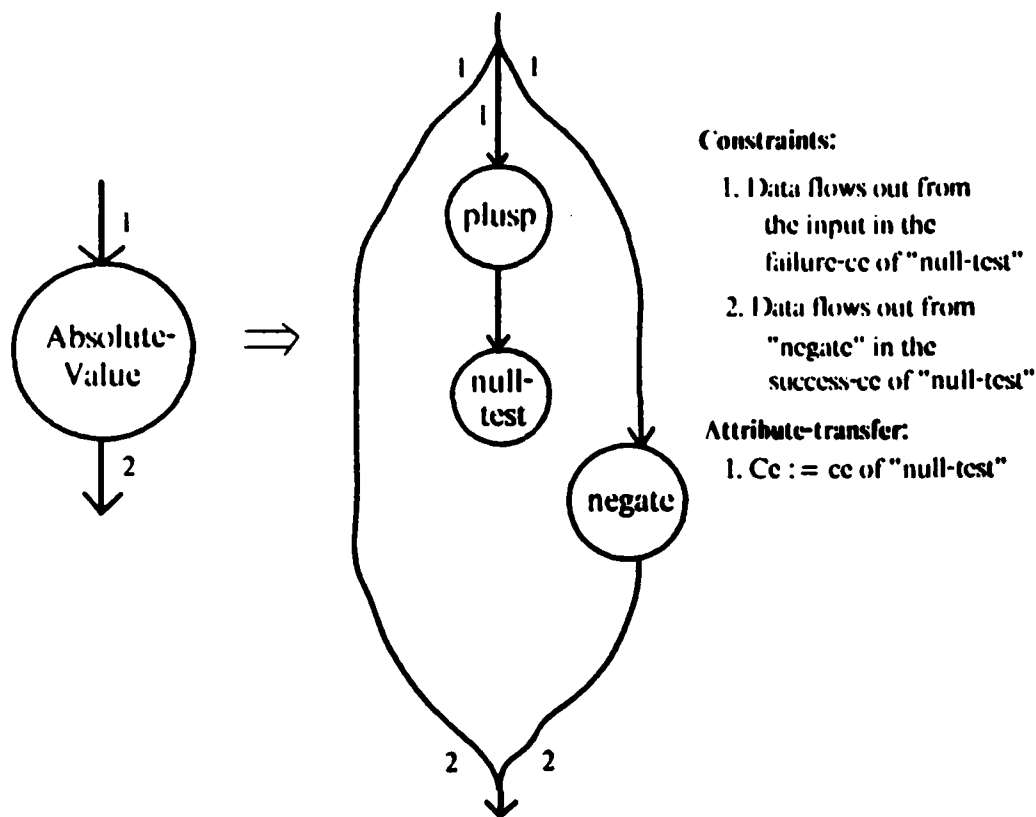 1
Absolute-
Value
2
1
1
1
plusp
null-
test
negate
2
2
Constraints:
1. Data flows out from
the input in the
failure-ce of "null-test"
2. Data flows out from
"negate" in the
success-ce of "null-test"
Attribute-transfer:
1. Ce := ce of "null-test"